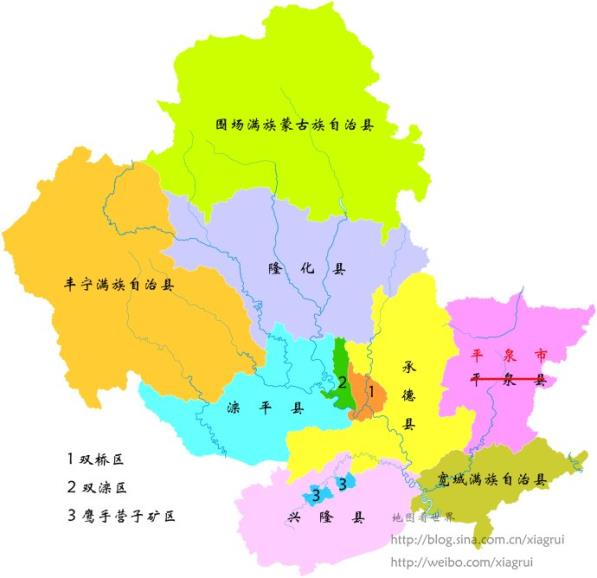 围场满族蒙古族自治县
隆化县
丰宁满族自治县
平泉市
平泉县
承德县
2
1
滦平县
宽城满族自治县
1 双桥区
2 双滦区
3 鹰手营子矿区
3
3
兴隆县
地图看世界
http://blog.sina.com.cn/xiagrui
http://weibo.com/xiagrui